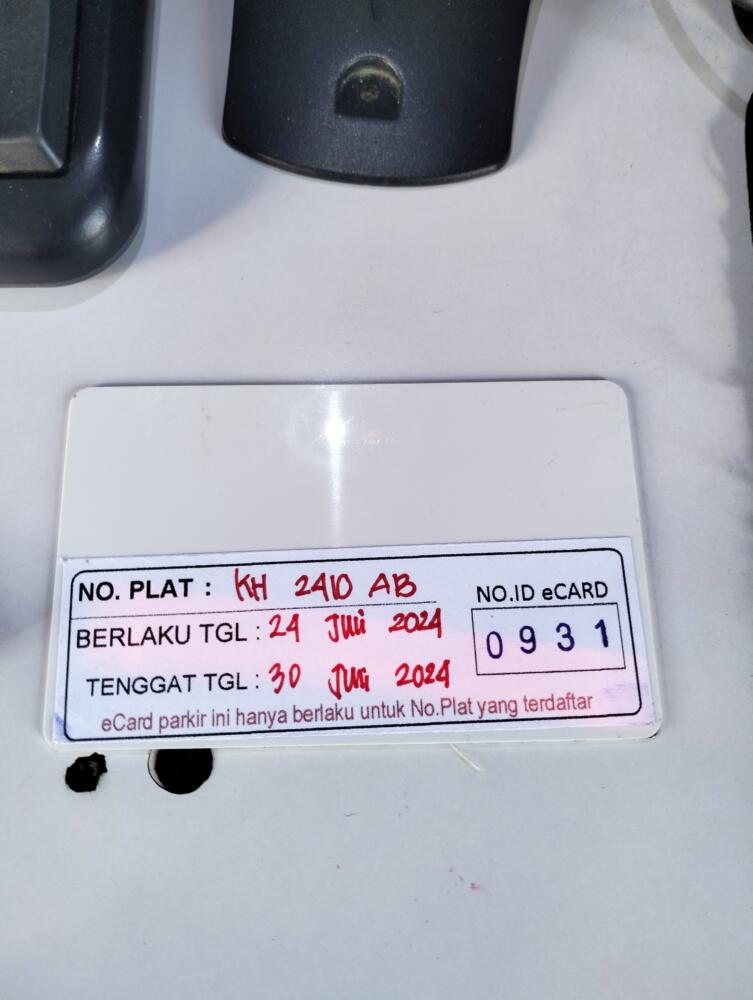 NO. PLAT : KH 2410 AB
NO.ID eCARD
BERLAKU TGL : 24 Juli 2024
0931
TENGGAT TGL : 30 Juli 2024
eCard parkir ini hanya berlaku untuk No.Plat yang terdaftar